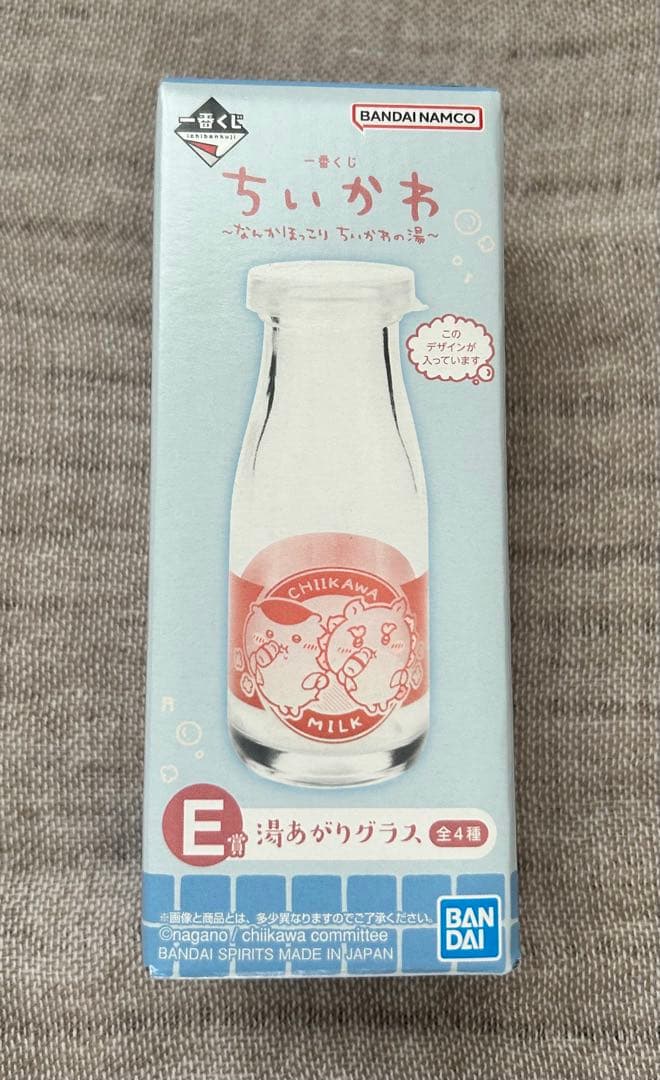 一番くじ
ichibankuji
BANDAI NAMCO
一番くじ
ちいかわ
～なんかほっこり ちいかわの湯～
この
デザインが
入っています
CHIIKAWA
MILK
E賞 湯あがりグラス 全4種
※画像と商品とは、多少異なりますのでご了承ください。
©nagano / chiikawa committee
BANDAI SPIRITS MADE IN JAPAN
BAN
DAI